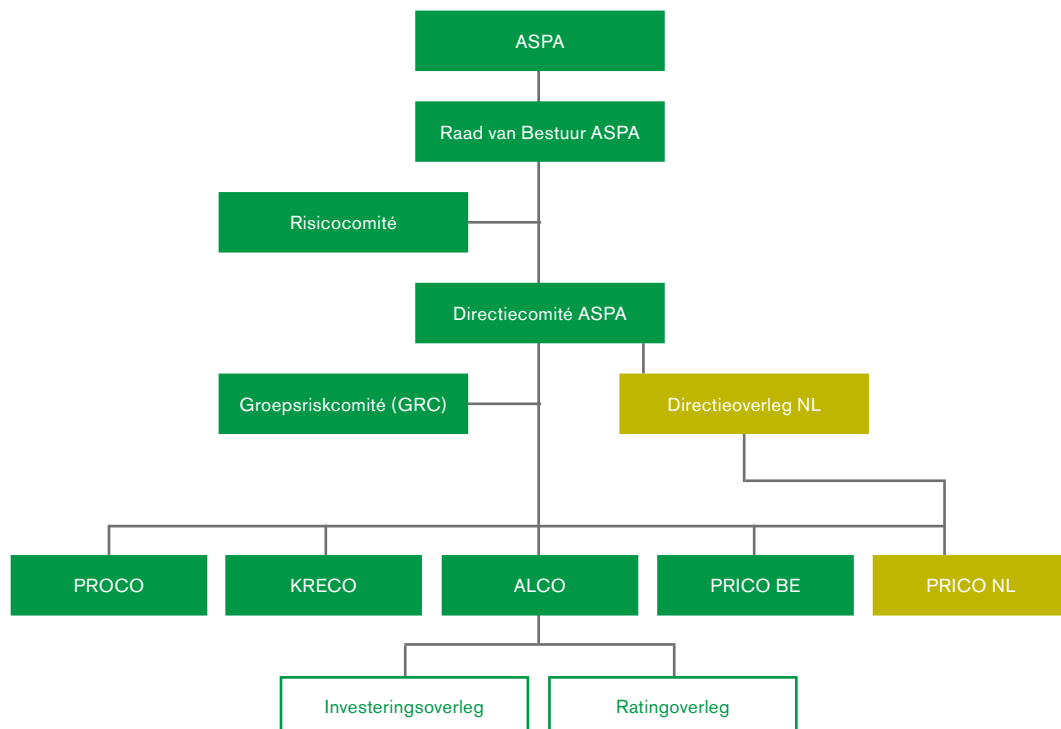 ASPA
Raad van Bestuur ASPA
Risicocomité
Directiecomité ASPA
Groepsriskcomité (GRC)
Directieoverleg NL
PROCO
KRECO
ALCO
PRICO BE
PRICO NL
Investeringsoverleg
Ratingoverleg